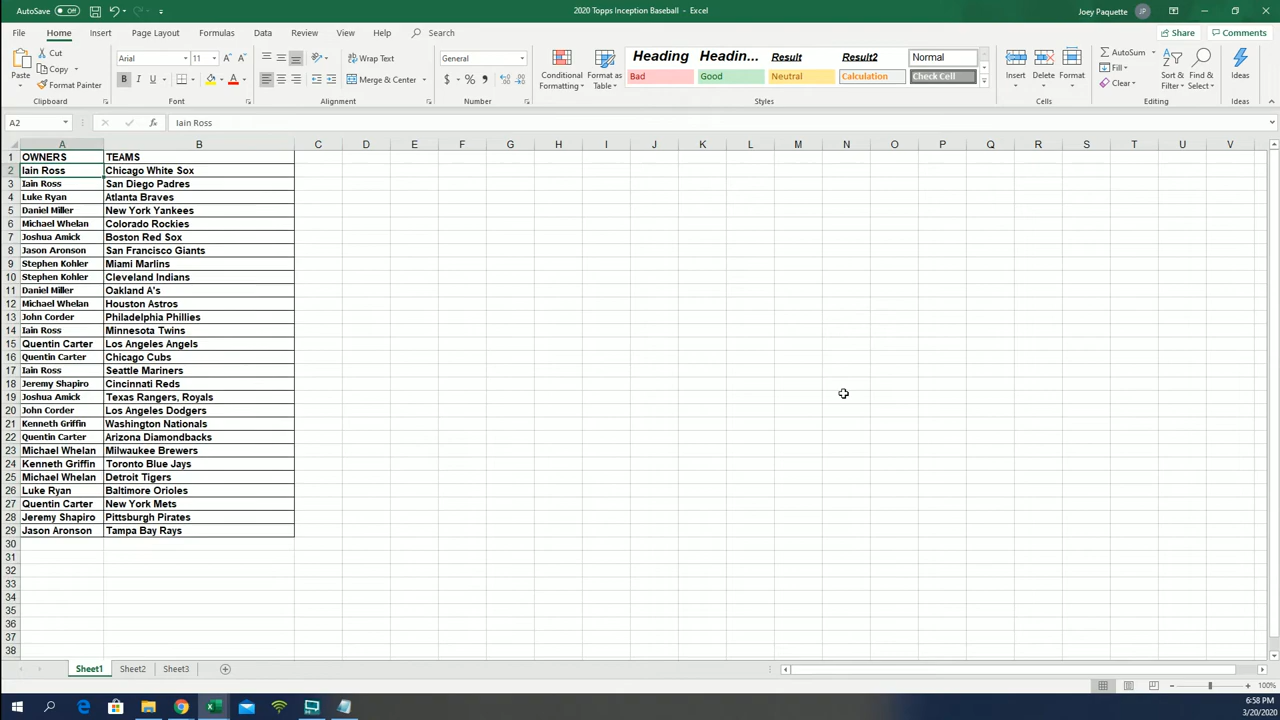 AutoSave Off
2020 Topps Inception Baseball - Excel
Joey Paquette JP
File Home Insert Page Layout Formulas Data Review View Help Search
Share Comments
Paste
Cut
Copy
Format Painter
Clipboard
Arial 11
B I U
Font
Wrap Text
Merge & Center
Alignment
General
$ % ,
Number
Conditional Formatting
Format as Table
Heading Headin... Result Result2 Normal
Bad Good Neutral Calculation Check Cell
Styles
Insert Delete Format
Cells
AutoSum
Fill
Clear
Sort & Filter
Find & Select
Editing
Ideas
Ideas
A2 fx Iain Ross
A B C D E F G H I J K L M N O P Q R S T U V
1 OWNERS TEAMS
2 Iain Ross Chicago White Sox
3 Iain Ross San Diego Padres
4 Luke Ryan Atlanta Braves
5 Daniel Miller New York Yankees
6 Michael Whelan Colorado Rockies
7 Joshua Amick Boston Red Sox
8 Jason Aronson San Francisco Giants
9 Stephen Kohler Miami Marlins
10 Stephen Kohler Cleveland Indians
11 Daniel Miller Oakland A's
12 Michael Whelan Houston Astros
13 John Corder Philadelphia Phillies
14 Iain Ross Minnesota Twins
15 Quentin Carter Los Angeles Angels
16 Quentin Carter Chicago Cubs
17 Iain Ross Seattle Mariners
18 Jeremy Shapiro Cincinnati Reds
19 Joshua Amick Texas Rangers, Royals
20 John Corder Los Angeles Dodgers
21 Kenneth Griffin Washington Nationals
22 Quentin Carter Arizona Diamondbacks
23 Michael Whelan Milwaukee Brewers
24 Kenneth Griffin Toronto Blue Jays
25 Michael Whelan Detroit Tigers
26 Luke Ryan Baltimore Orioles
27 Quentin Carter New York Mets
28 Jeremy Shapiro Pittsburgh Pirates
29 Jason Aronson Tampa Bay Rays
30
31
32
33
34
35
36
37
38
Sheet1 Sheet2 Sheet3
100%
6:58 PM
3/20/2020